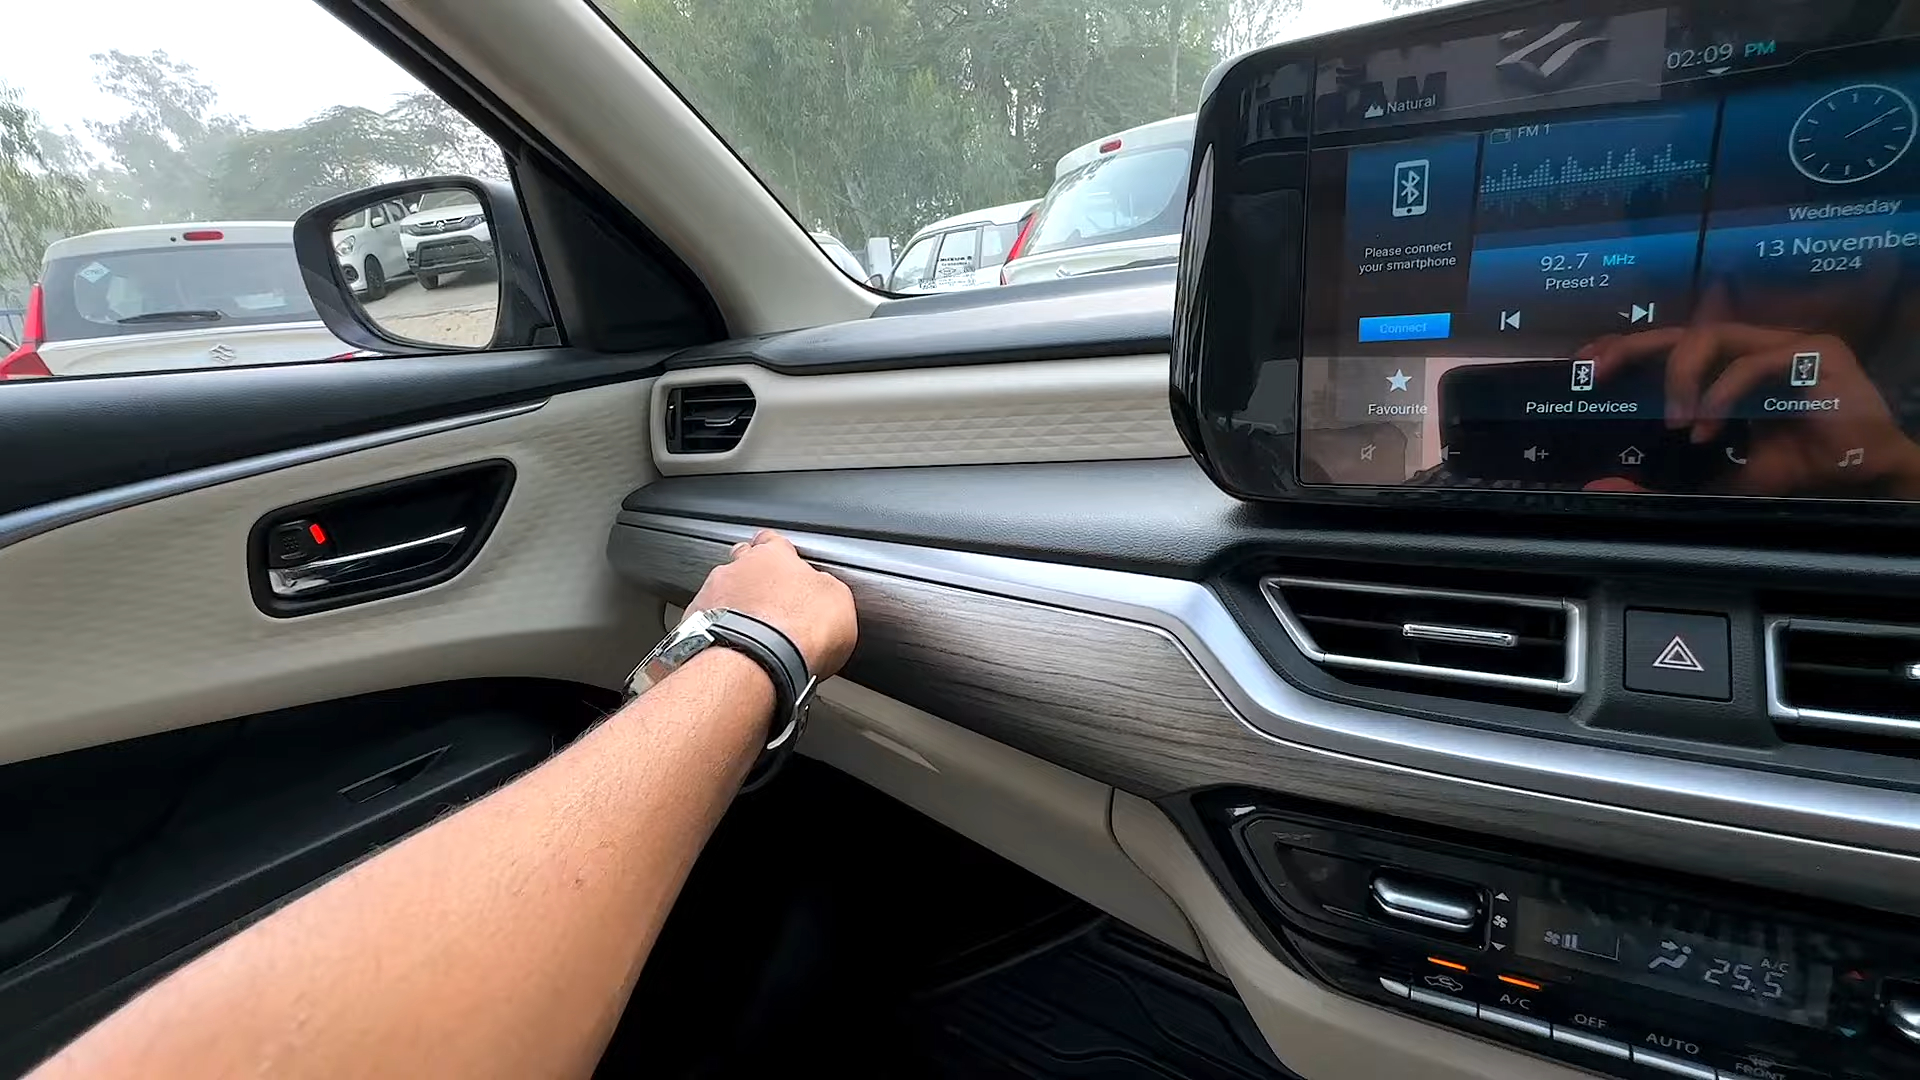 02:09 PM
Natural
FM 1
Please connect
your smartphone
Connect
92.7 MHz
Preset 2
Wednesday
13 November
2024
Favourite
Paired Devices
Connect
A/C
25.5
A/C
OFF
AUTO
FRONT